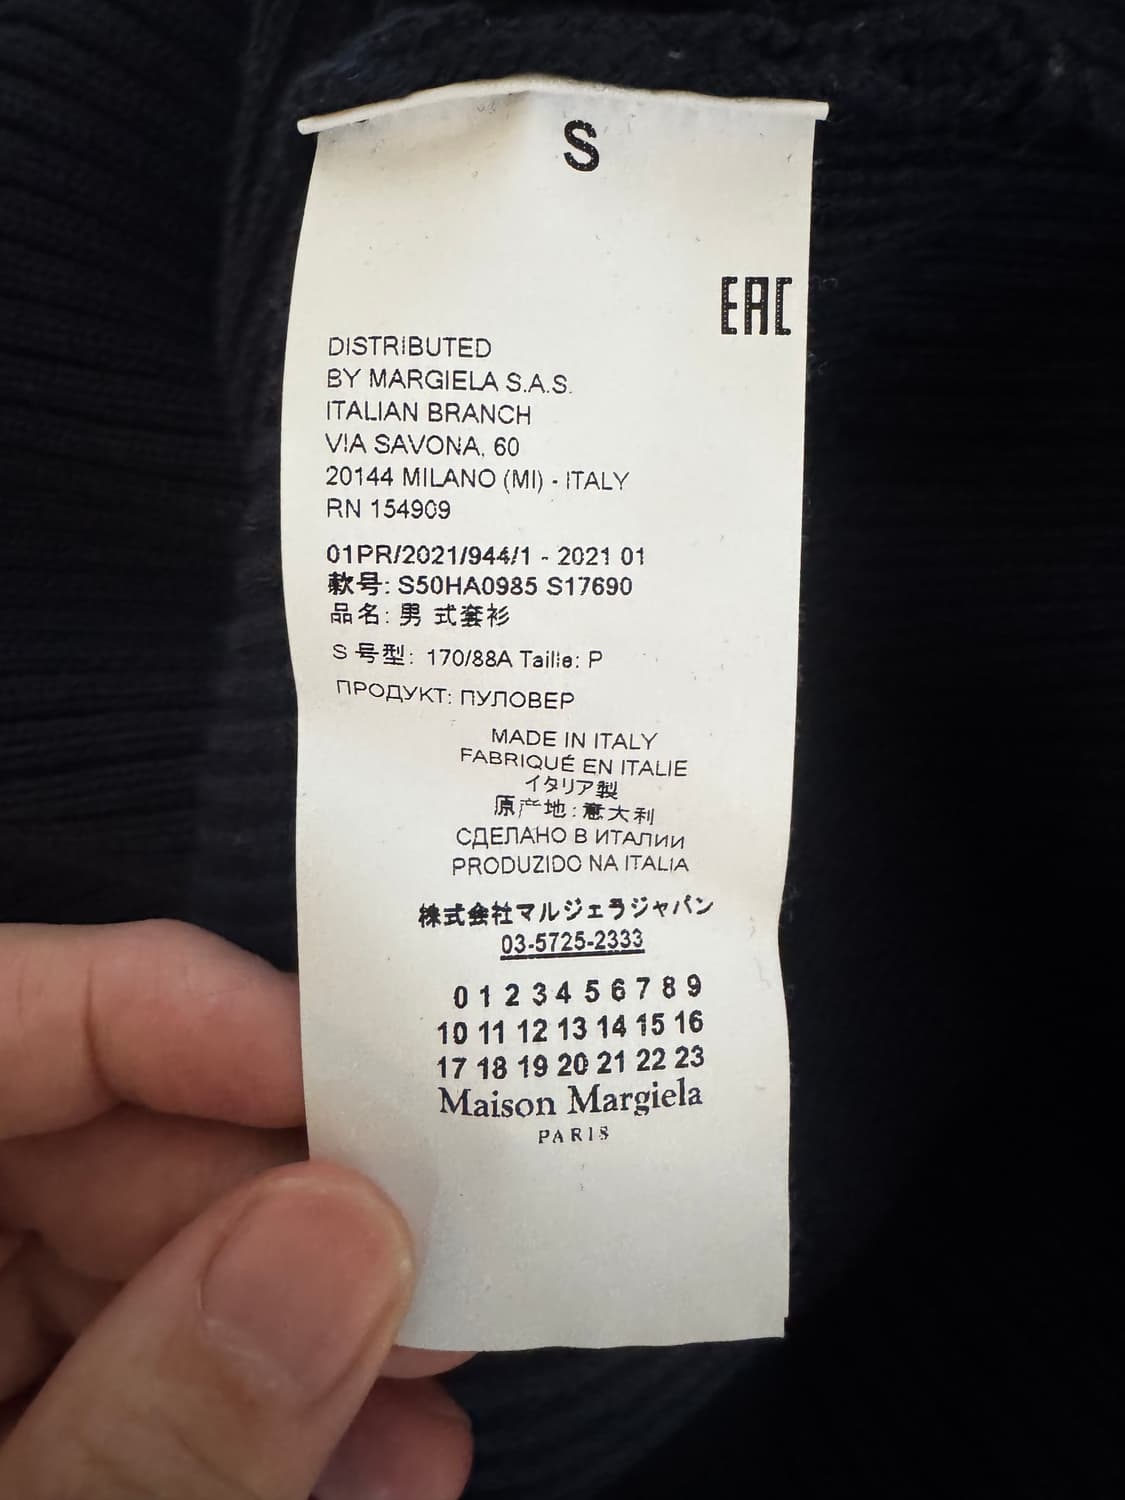 S
EAC
DISTRIBUTED
BY MARGIELA S.A.S.
ITALIAN BRANCH
VIA SAVONA, 60
20144 MILANO (MI) - ITALY
RN 154909
01PR/2021/944/1 - 2021 01
款号: S50HA0985 S17690
品名: 男 式套衫
S 号型: 170/88A Taille: P
ПРОДУКТ: ПУЛОВЕР
MADE IN ITALY
FABRIQUÉ EN ITALIE
イタリア製
原产地: 意大利
СДЕЛАНО В ИТАЛИИ
PRODUZIDO NA ITALIA
株式会社マルジェラジャパン
03-5725-2333
0 1 2 3 4 5 6 7 8 9
10 11 12 13 14 15 16
17 18 19 20 21 22 23
Maison Margiela
PARIS